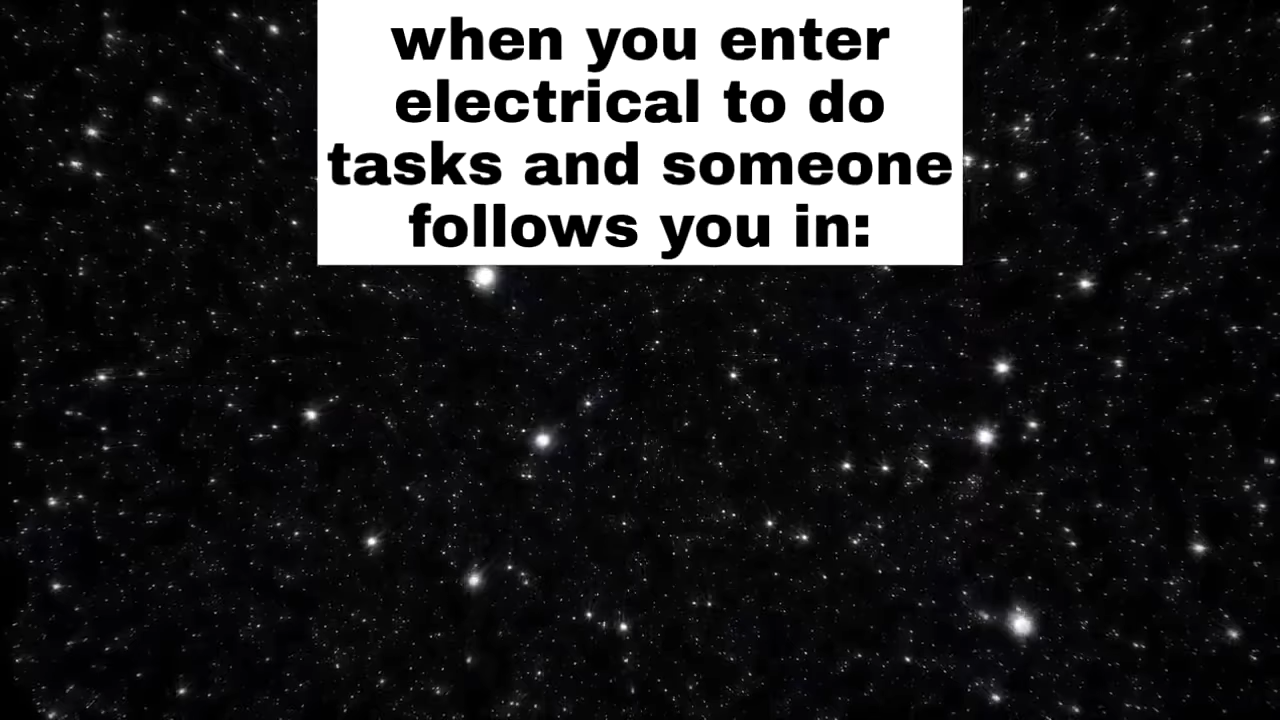 when you enter
electrical to do
tasks and someone
follows you in: